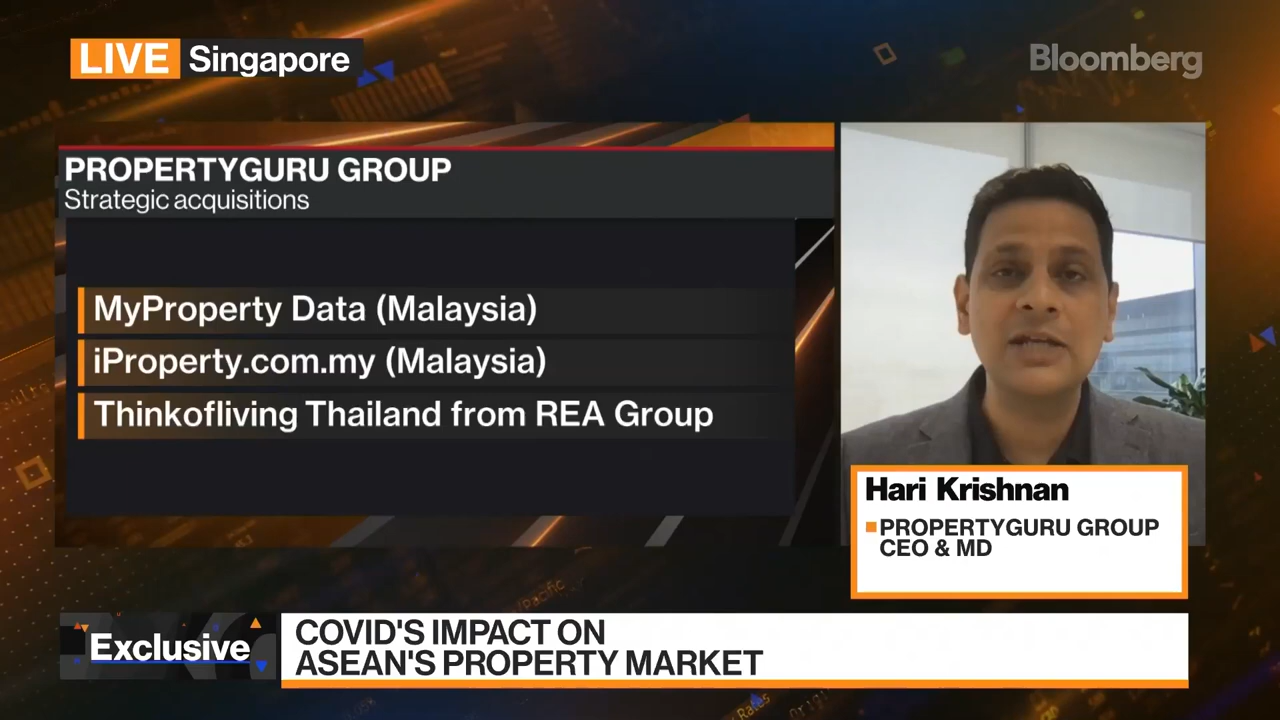 LIVE Singapore
Bloomberg
PROPERTYGURU GROUP
Strategic acquisitions
MyProperty Data (Malaysia)
iProperty.com.my (Malaysia)
Thinkofliving Thailand from REA Group
Hari Krishnan
PROPERTYGURU GROUP
CEO & MD
Exclusive
COVID'S IMPACT ON
ASEAN'S PROPERTY MARKET